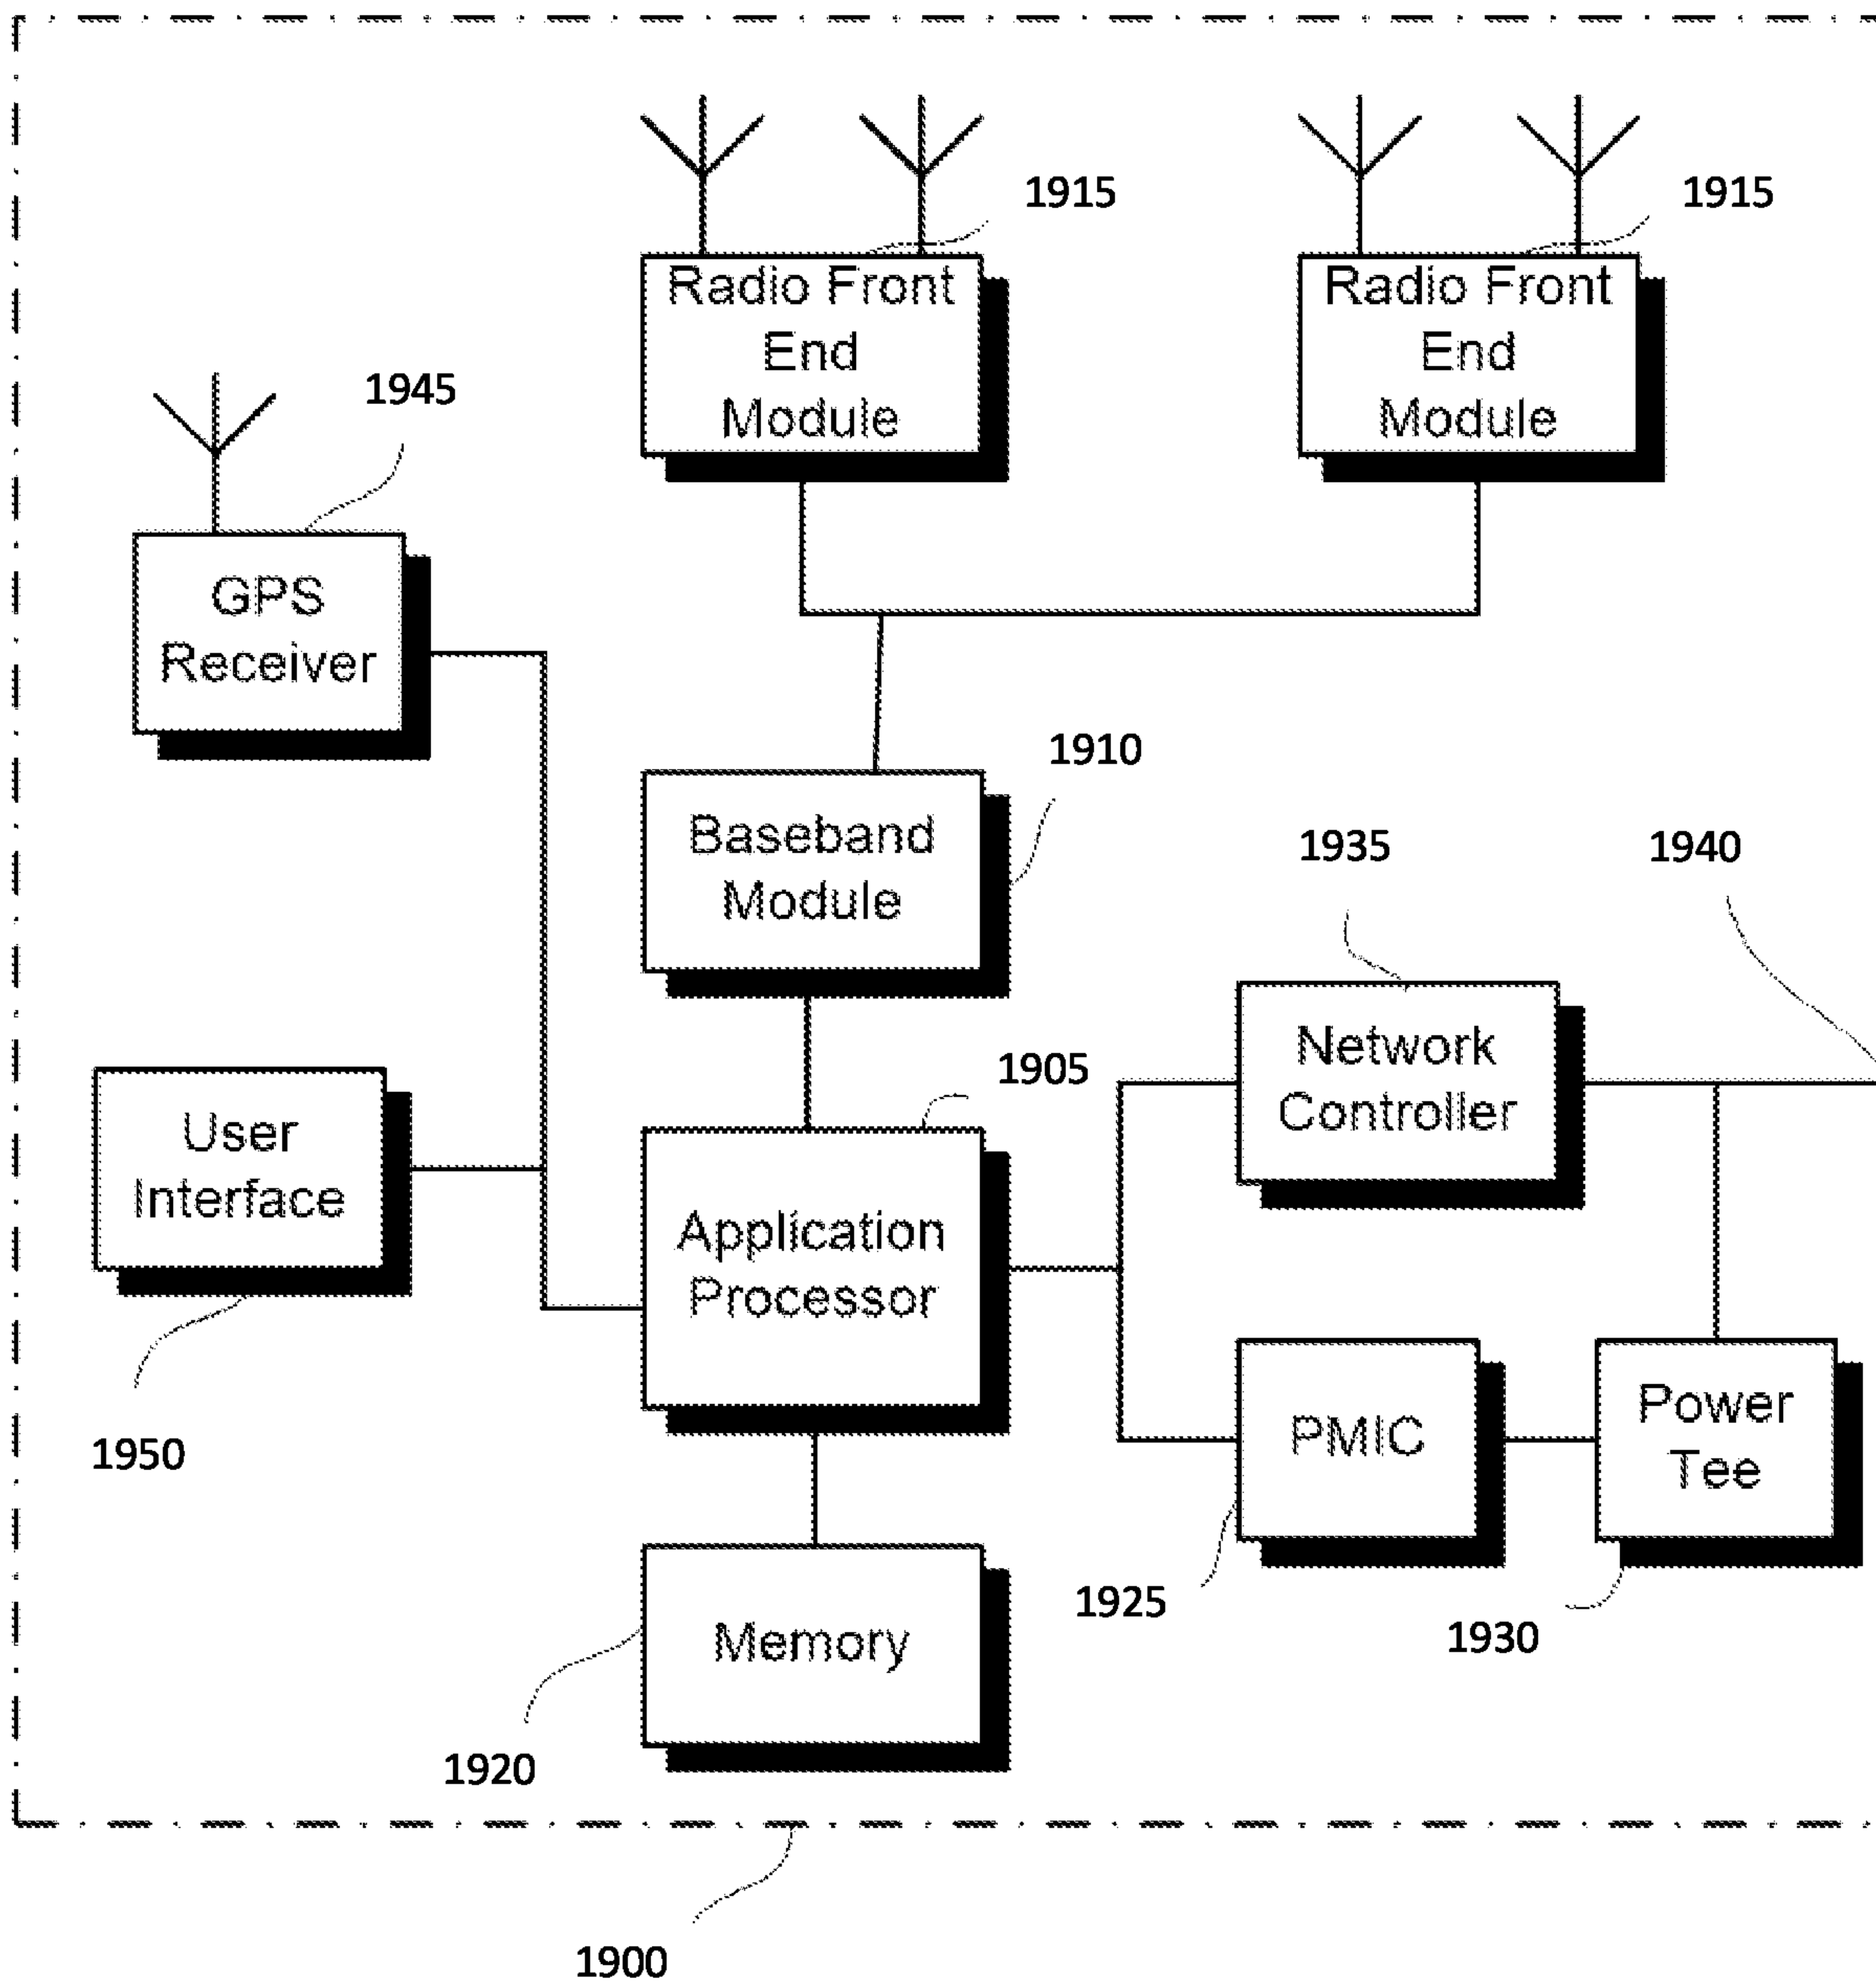 1915
1915
Radio Front
End
Module
Radio Front
End
Module
1945
GPS
Receiver
1910
Baseband
Module
1935
1940
Network
Controller
1905
User
Interface
Application
Processor
PMIC
Power
Tee
1950
1925
1930
Memory
1920
1900